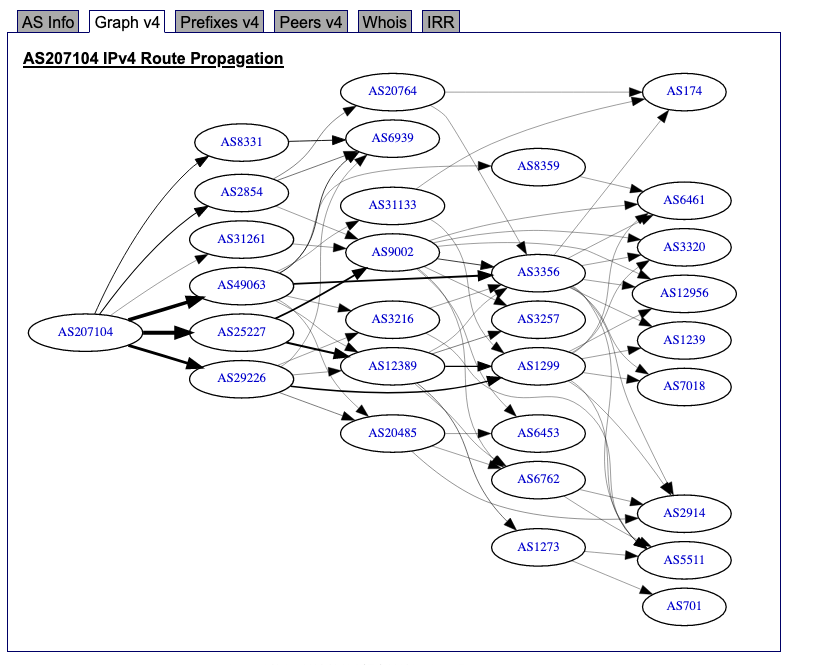 AS Info Graph v4 Prefixes v4 Peers v4 Whois IRR
AS207104 IPv4 Route Propagation
AS20764 AS174
AS8331 AS6939
AS8359
AS2854 AS31133 AS6461
AS31261 AS9002 AS3320
AS49063 AS3356 AS12956
AS207104 AS25227 AS3216 AS3257 AS1239
AS29226 AS12389 AS1299 AS7018
AS20485 AS6453
AS6762
AS2914
AS1273 AS5511
AS701